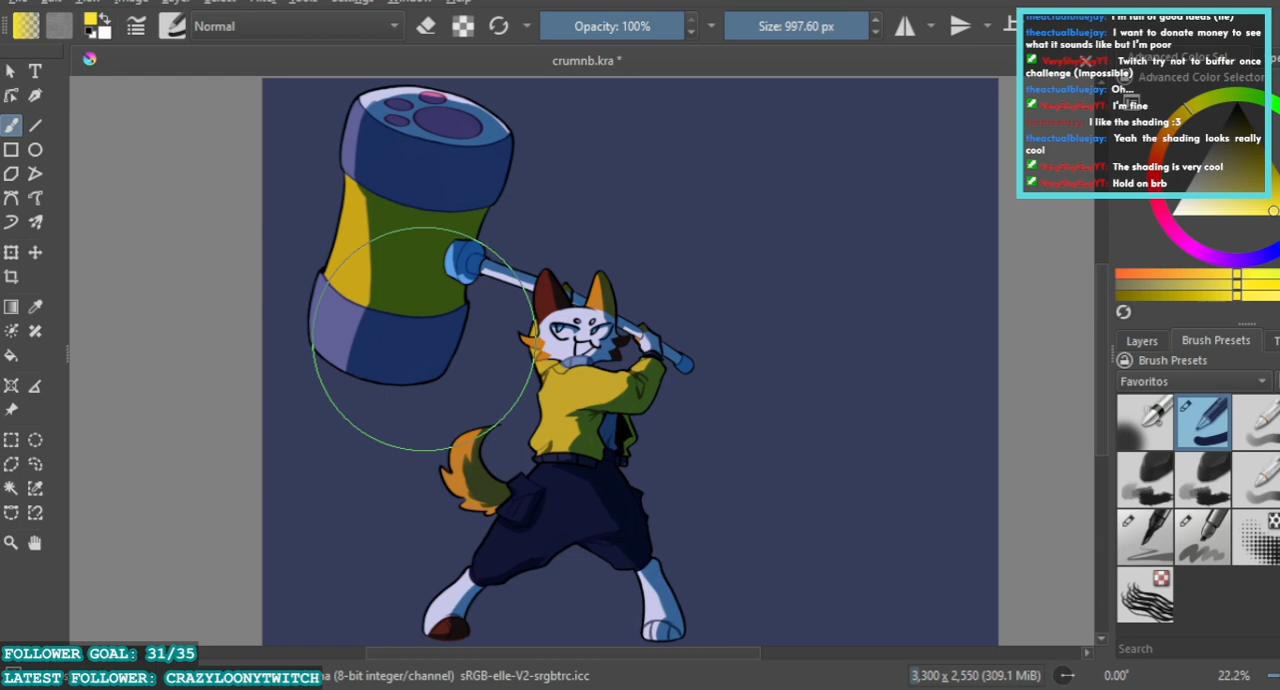 Normal
Opacity: 100%
Size: 997.60 px
crumnb.kra *
theactualbluejay: I'm full of good ideas (lie)
theactualbluejay: I want to donate money to see
what it sounds like but I'm poor
Twitch try not to buffer once
challenge (Impossible)
theactualbluejay: Oh...
I'm fine
I like the shading :3
theactualbluejay: Yeah the shading looks really
cool
The shading is very cool
Hold on brb
Advanced Color Sel
Advanced Color Selector
Layers
Brush Presets
Brush Presets
Favoritos
Search
FOLLOWER GOAL: 31/35
LATEST FOLLOWER: CRAZYLOONYTWITCH
(8-bit integer/channel) sRGB-elle-V2-srgbtrc.icc
3,300 x 2,550 (309.1 MiB)
0.00°
22.2%